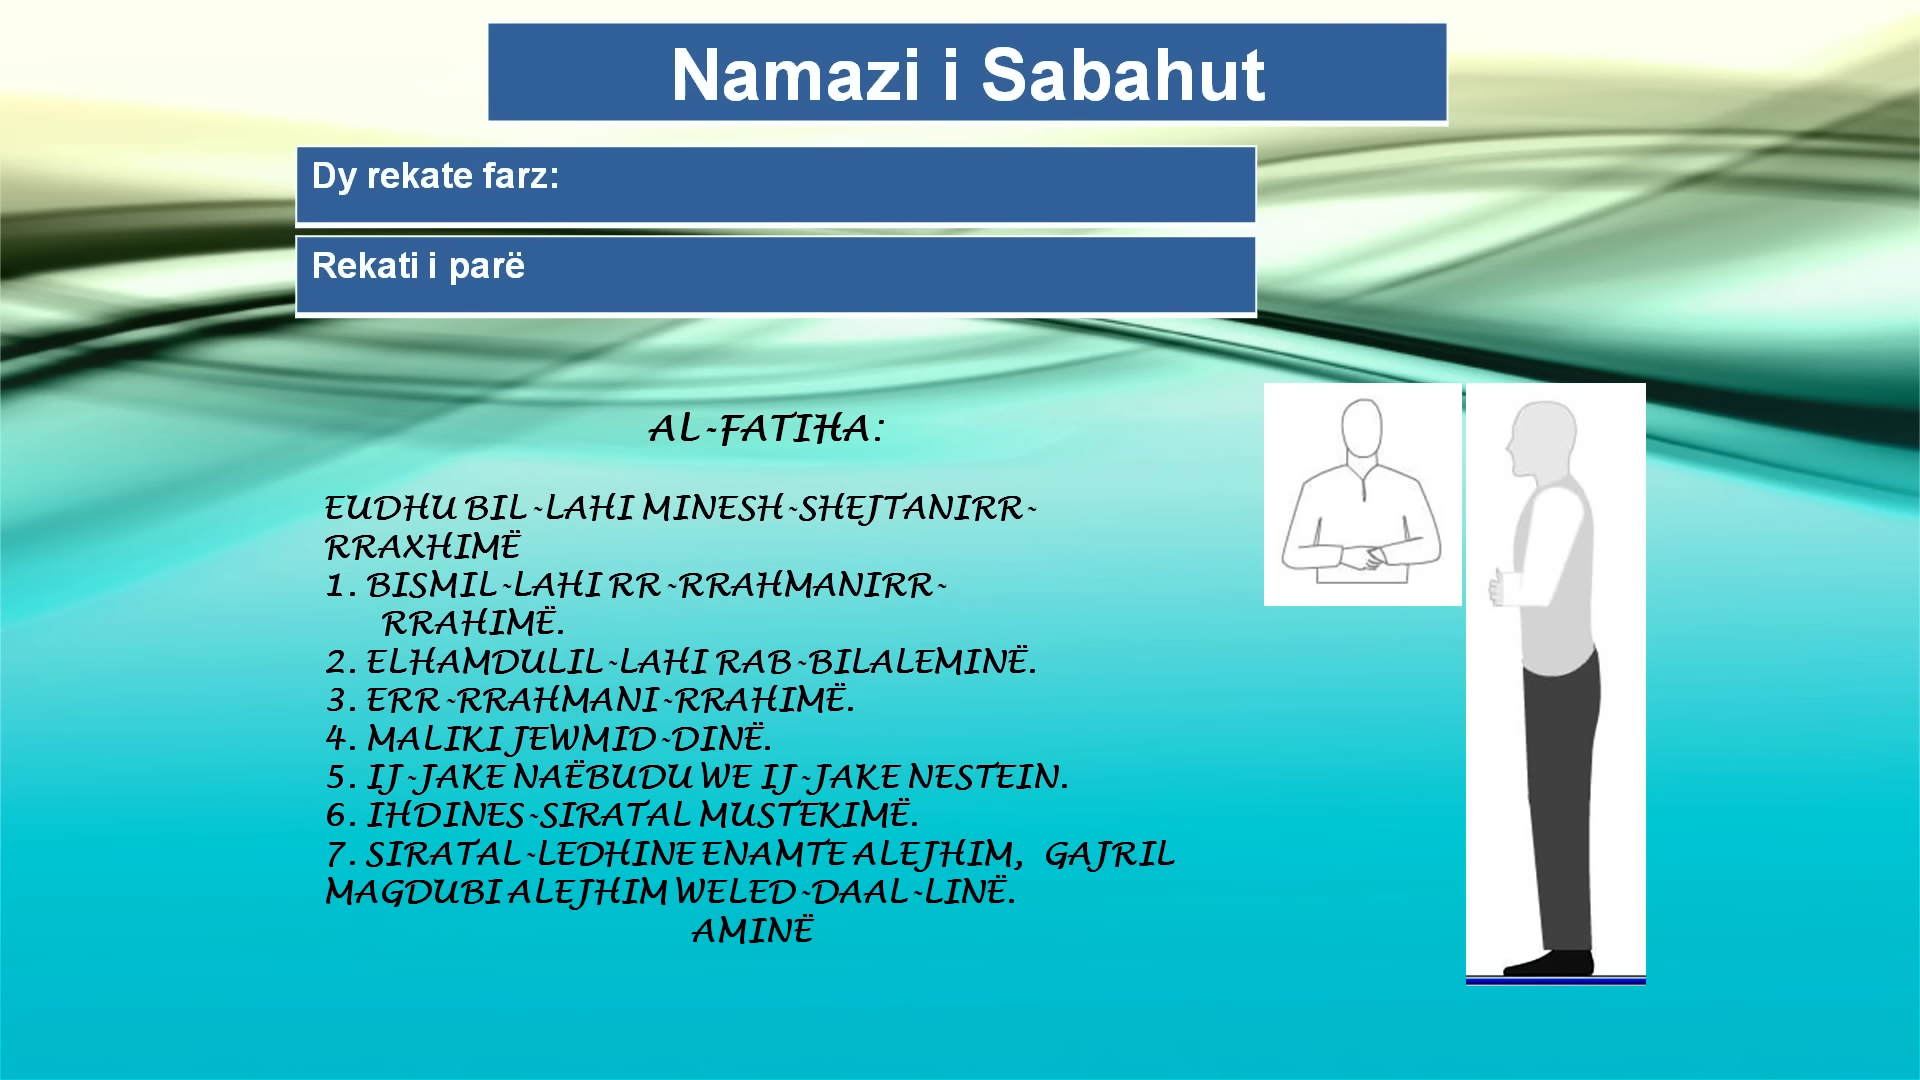 Namazi i Sabahut
Dy rekate farz:
Rekati i parë
AL-FATIHA:
EUDHU BIL-LAHI MINESH-SHEJTANIRR-
RRAXHIMË
1. BISMIL-LAHI RR-RRAHMANIRR-
RRAHIMË.
2. ELHAMDULIL-LAHI RAB-BILALEMINË.
3. ERR-RRAHMANI-RRAHIMË.
4. MALIKI JEWMID-DINË.
5. IJ-JAKE NAËBUDU WE IJ-JAKE NESTEIN.
6. IHDINES-SIRATAL MUSTEKIMË.
7. SIRATAL-LEDHINE ENAMTE ALEJHIM, GAJRIL
MAGDUBI ALEJHIM WELED-DAAL-LINË.
AMINË